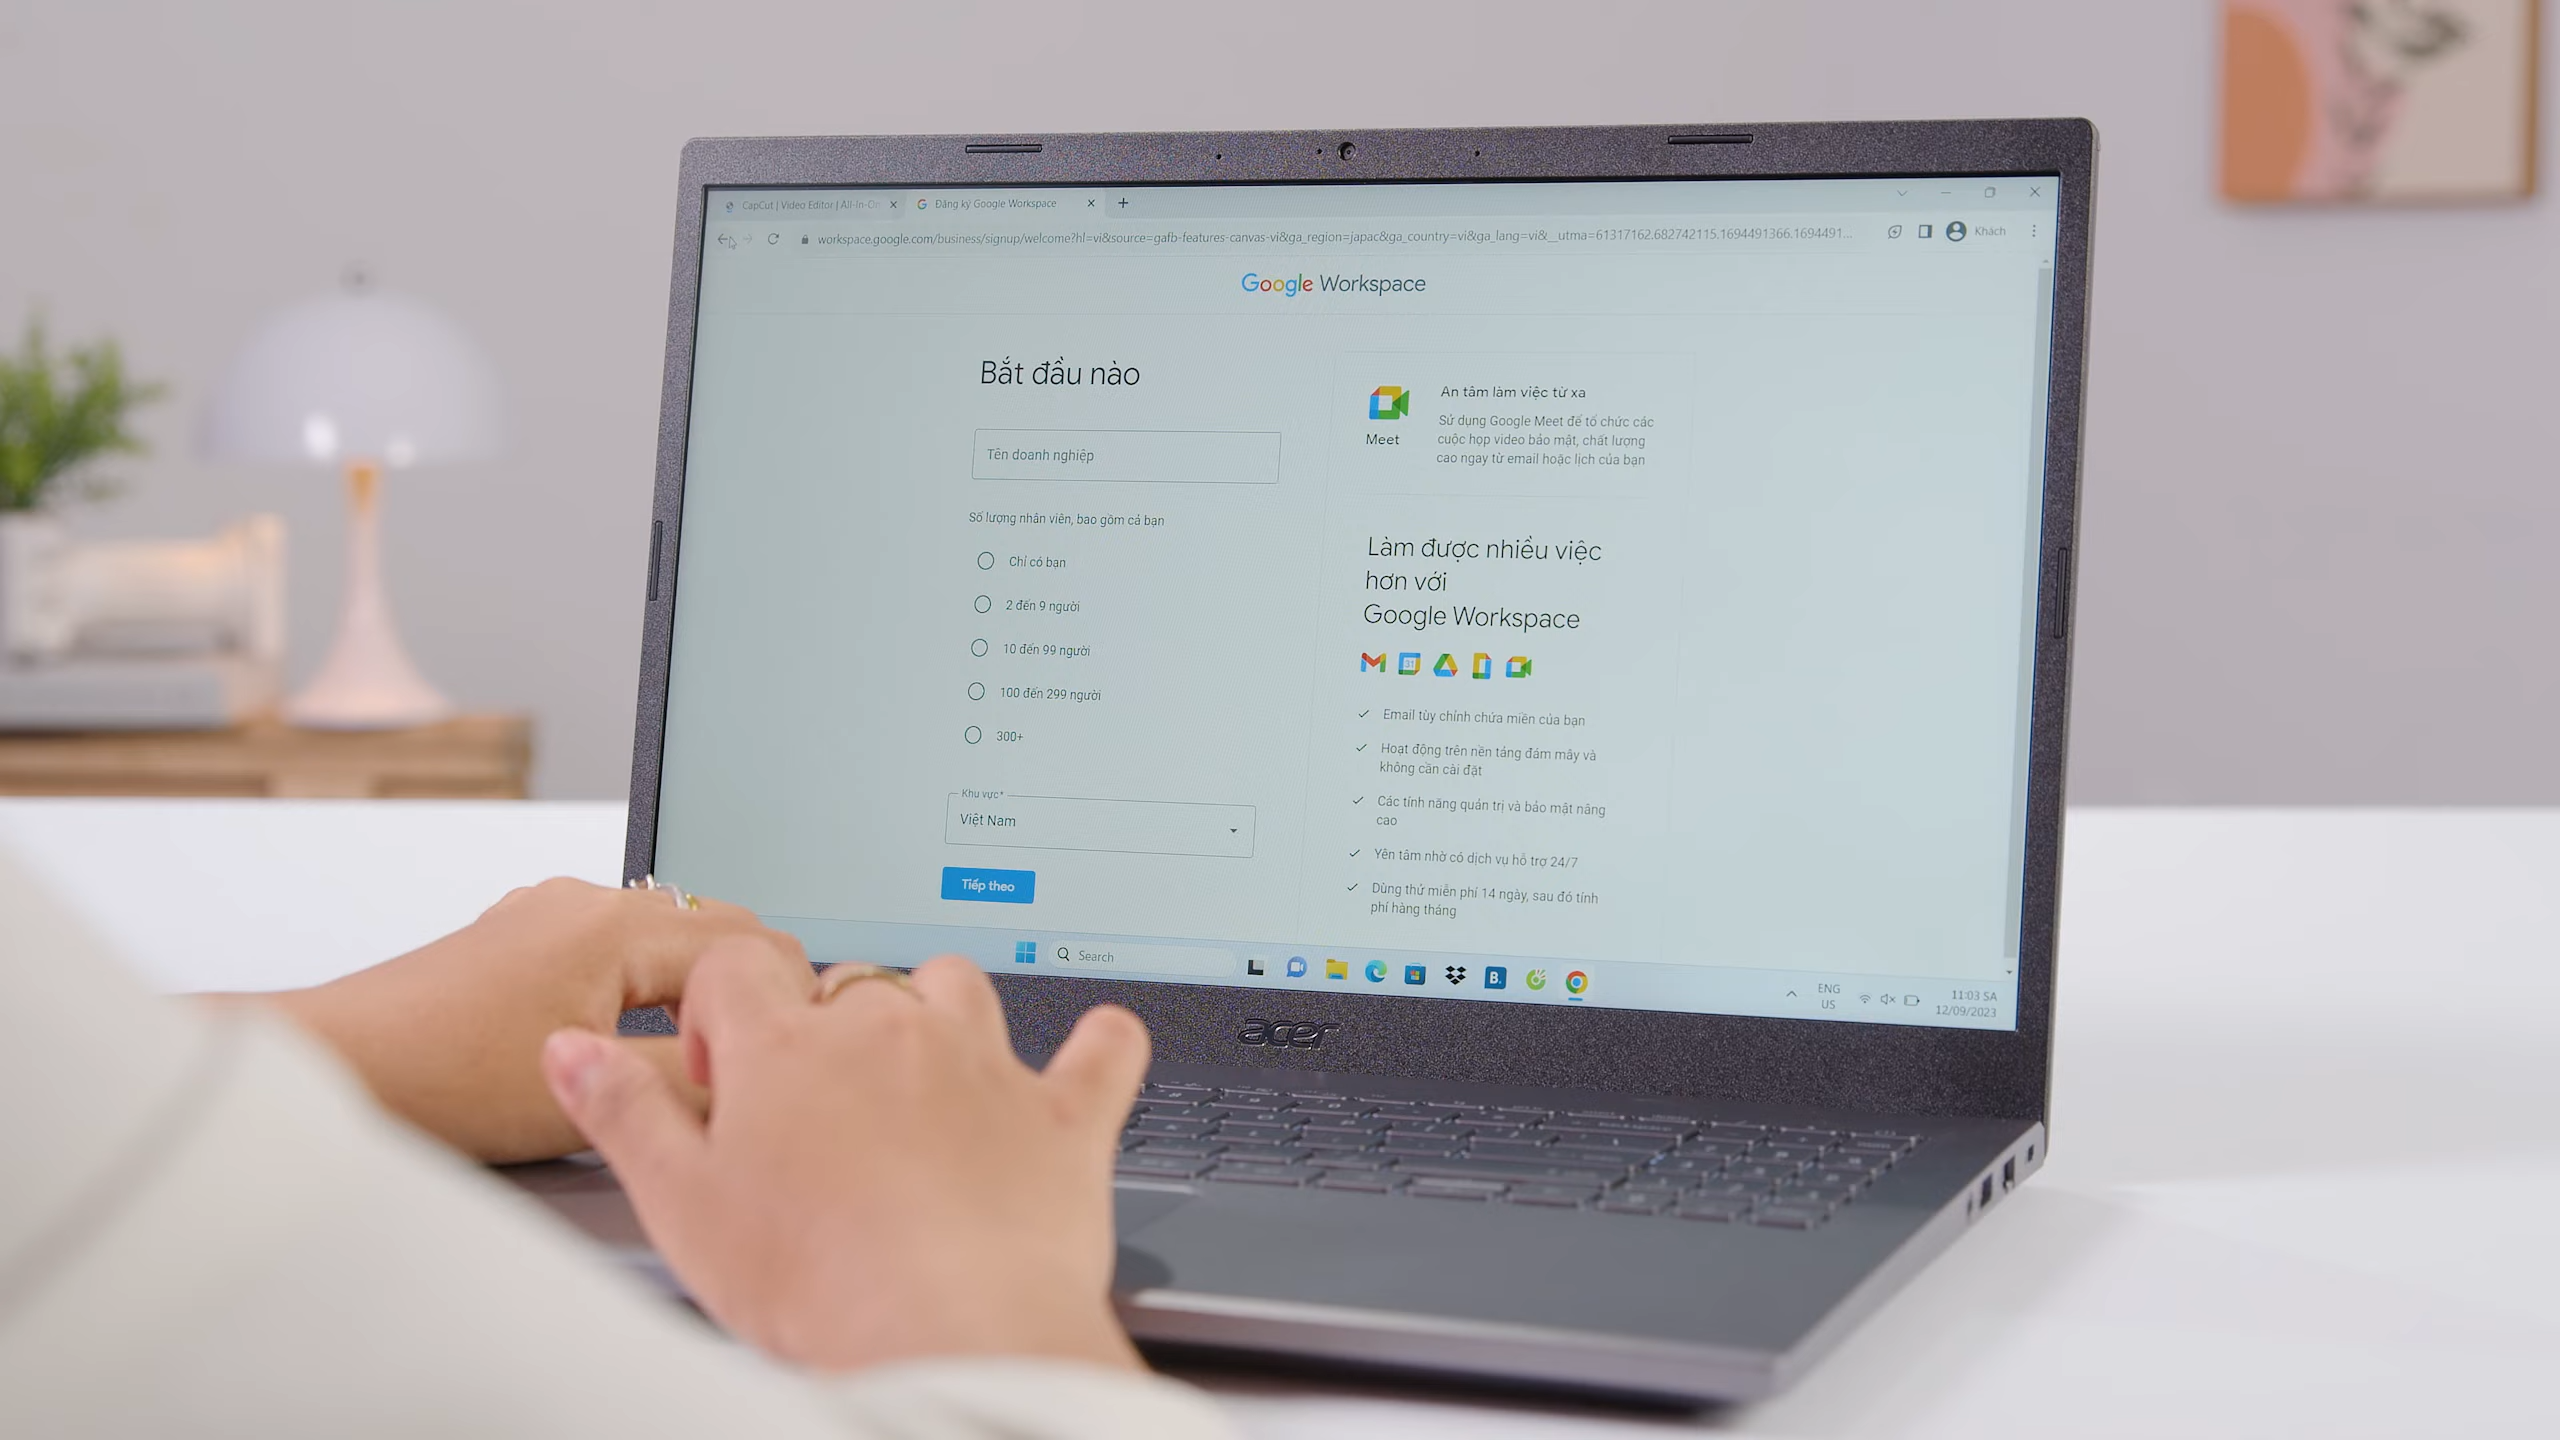 CapCut | Video Editor | All-In-On
Đăng ký Google Workspace
workspace.google.com/business/signup/welcome?hl=vi&source=gafb-features-canvas-vi&ga_region=japac&ga_country=vi&ga_lang=vi&__utma=61317162.682742115.1694491366.1694491...
Khách
Google Workspace
Bắt đầu nào
Tên doanh nghiệp
Số lượng nhân viên, bao gồm cả bạn
Chỉ có bạn
2 đến 9 người
10 đến 99 người
100 đến 299 người
300+
Khu vực*
Việt Nam
Tiếp theo
Meet
An tâm làm việc từ xa
Sử dụng Google Meet để tổ chức các
cuộc họp video bảo mật, chất lượng
cao ngay từ email hoặc lịch của bạn
Làm được nhiều việc
hơn với
Google Workspace
31
Email tùy chỉnh chứa miền của bạn
Hoạt động trên nền tảng đám mây và
không cần cài đặt
Các tính năng quản trị và bảo mật nâng
cao
Yên tâm nhờ có dịch vụ hỗ trợ 24/7
Dùng thử miễn phí 14 ngày, sau đó tính
phí hàng tháng
Search
B.
ENG
US
11:03 SA
12/09/2023
acer